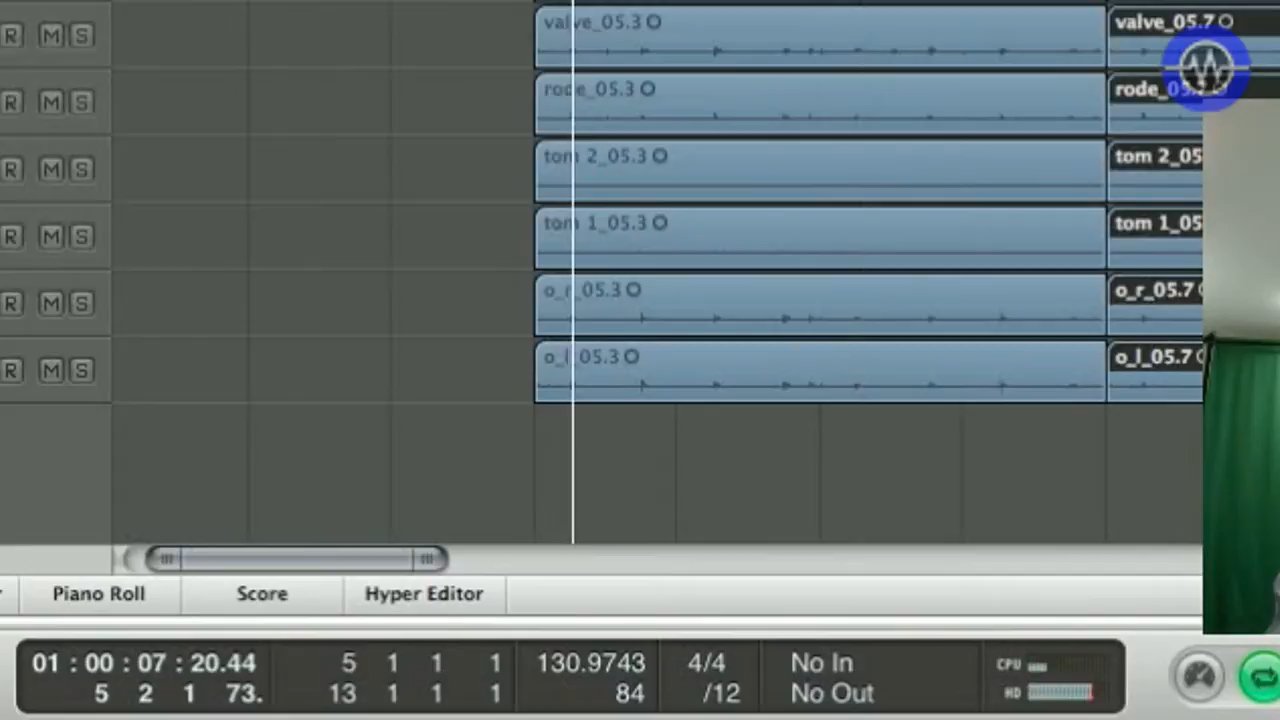 valve_05.3 valve_05.7
R M S
rode_05.3
R M S
tom 2_05.3 tom 2_05
R M S
tom 1_05.3 tom 1_05
R M S
o_r_05.3 o_r_05.7
R M S
o_l_05.3 o_l_05.7
R M S
Piano Roll Score Hyper Editor
01 : 00 : 07 : 20.44 5 1 1 1 130.9743 4/4 No In CPU
5 2 1 73. 13 1 1 1 84 /12 No Out HD